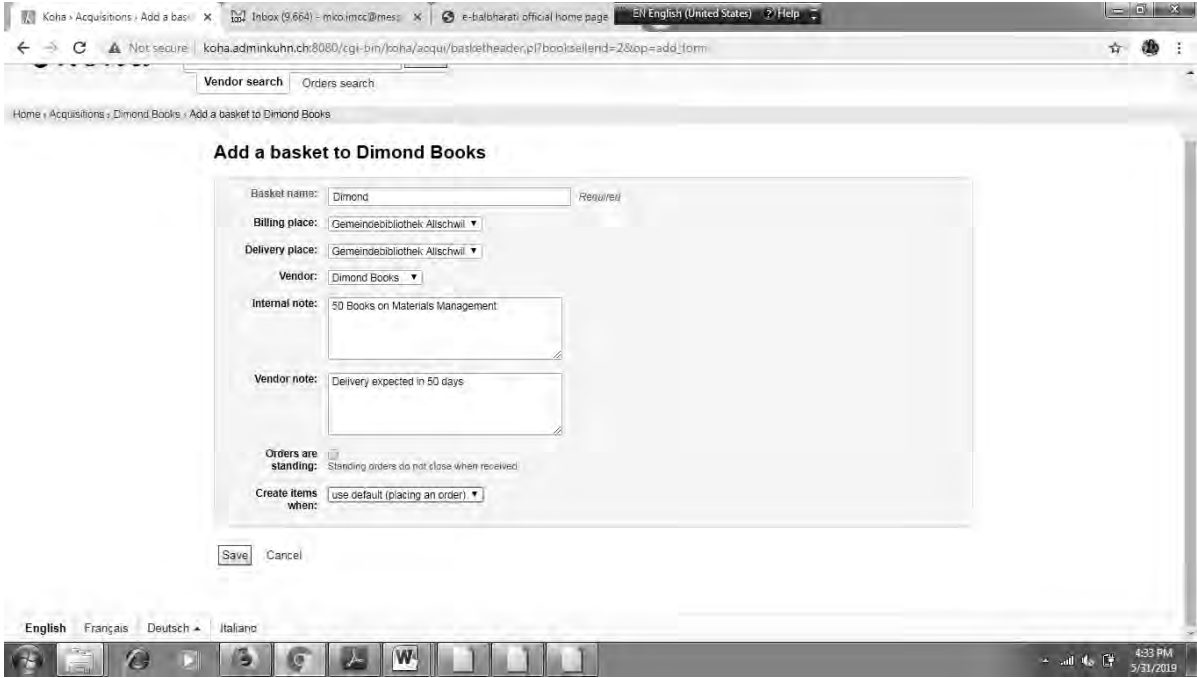 Koha › Acquisitions › Add a bas
Inbox (9,664) - mico.imcc@mess
e-balbharati official home page
EN English (United States) ? Help
Not secure koha.adminkuhn.ch:8080/cgi-bin/koha/acqui/basketheader.pl?booksellerid=2&op=add_form
Vendor search Orders search
Home › Acquisitions › Dimond Books › Add a basket to Dimond Books
Add a basket to Dimond Books
Basket name: Dimond Required
Billing place: Gemeindebibliothek Allschwil
Delivery place: Gemeindebibliothek Allschwil
Vendor: Dimond Books
Internal note: 50 Books on Materials Management
Vendor note: Delivery expected in 50 days
Orders are
standing: Standing orders do not close when received
Create items use default (placing an order)
when:
Save Cancel
English Français Deutsch Italiano
4:33 PM
5/31/2019